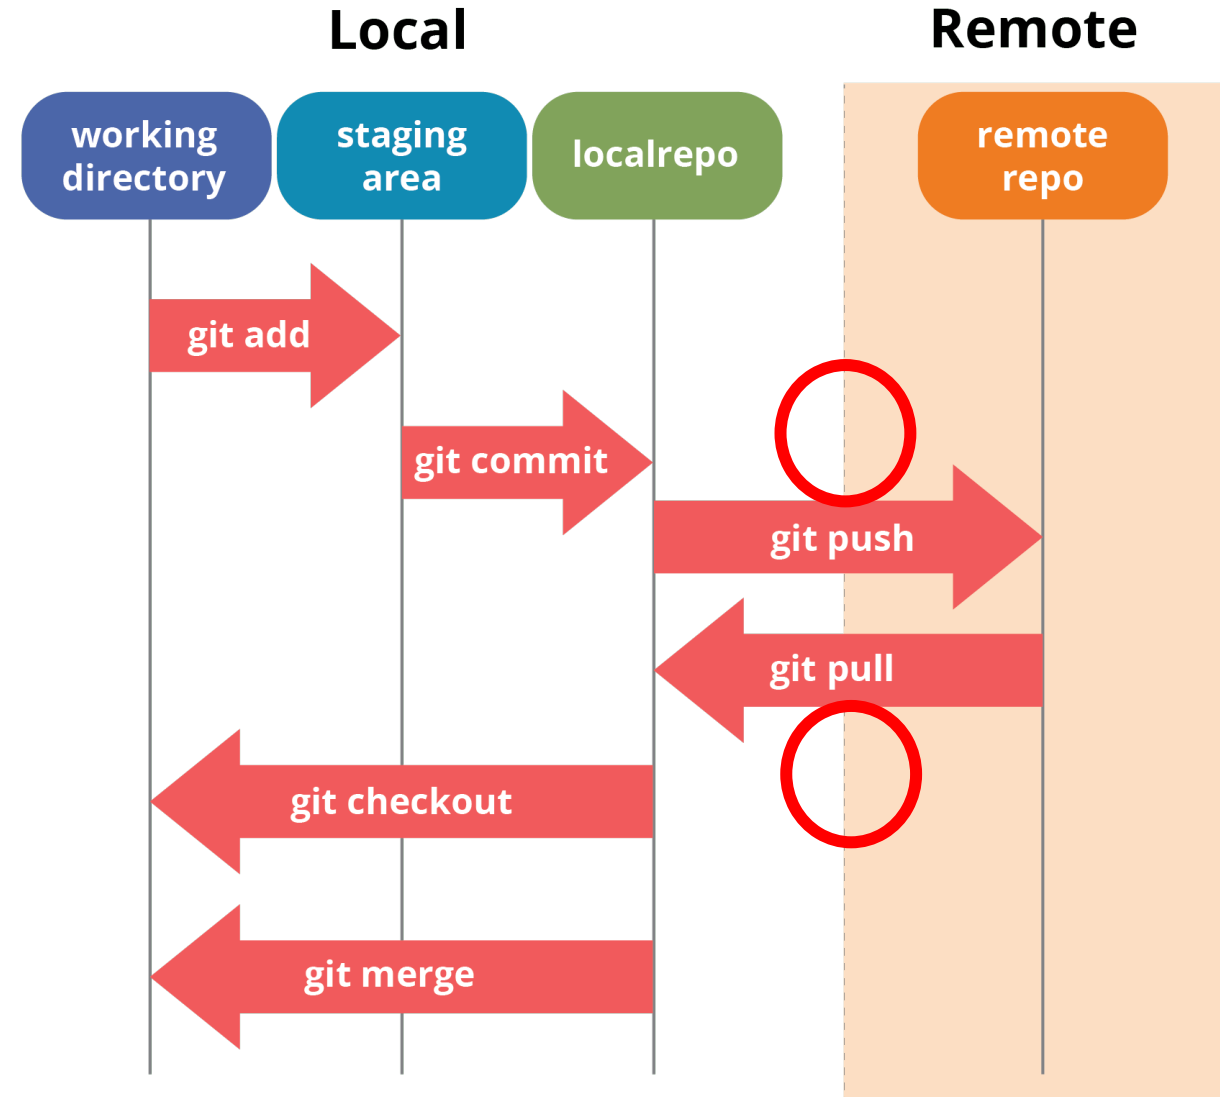 Local
Remote
working
directory
staging
area
localrepo
remote
repo
git add
git commit
git push
git pull
git checkout
git merge